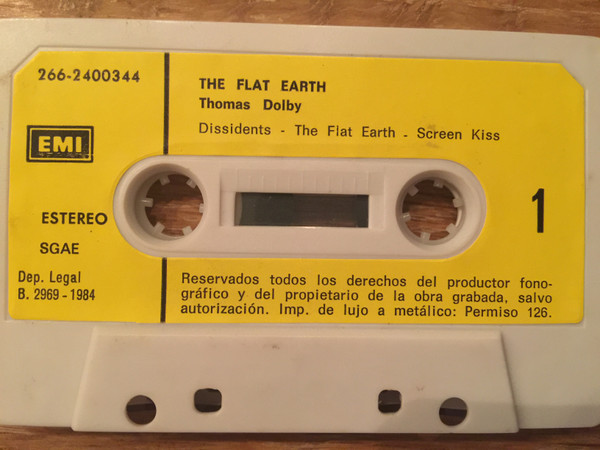 266-2400344
EMI
ESTEREO
SGAE
Dep. Legal
B. 2969 - 1984
THE FLAT EARTH
Thomas Dolby
Dissidents - The Flat Earth - Screen Kiss
1
Reservados todos los derechos del productor fono-
gráfico y del propietario de la obra grabada, salvo
autorización. Imp. de lujo a metálico: Permiso 126.